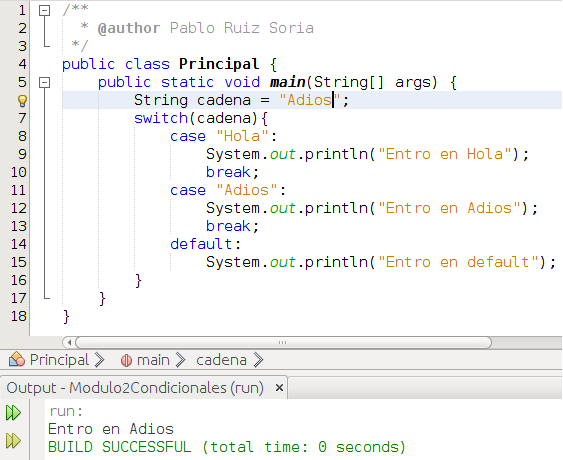 1 /**
2  * @author Pablo Ruiz Soria
3  */
4 public class Principal {
5     public static void main(String[] args) {
        String cadena = "Adios";
7         switch(cadena){
8             case "Hola":
9                 System.out.println("Entro en Hola");
10                 break;
11             case "Adios":
12                 System.out.println("Entro en Adios");
13                 break;
14             default:
15                 System.out.println("Entro en default");
16         }
17     }
18 }
Principal main cadena
Output - Modulo2Condicionales (run) ×
run:
Entro en Adios
BUILD SUCCESSFUL (total time: 0 seconds)